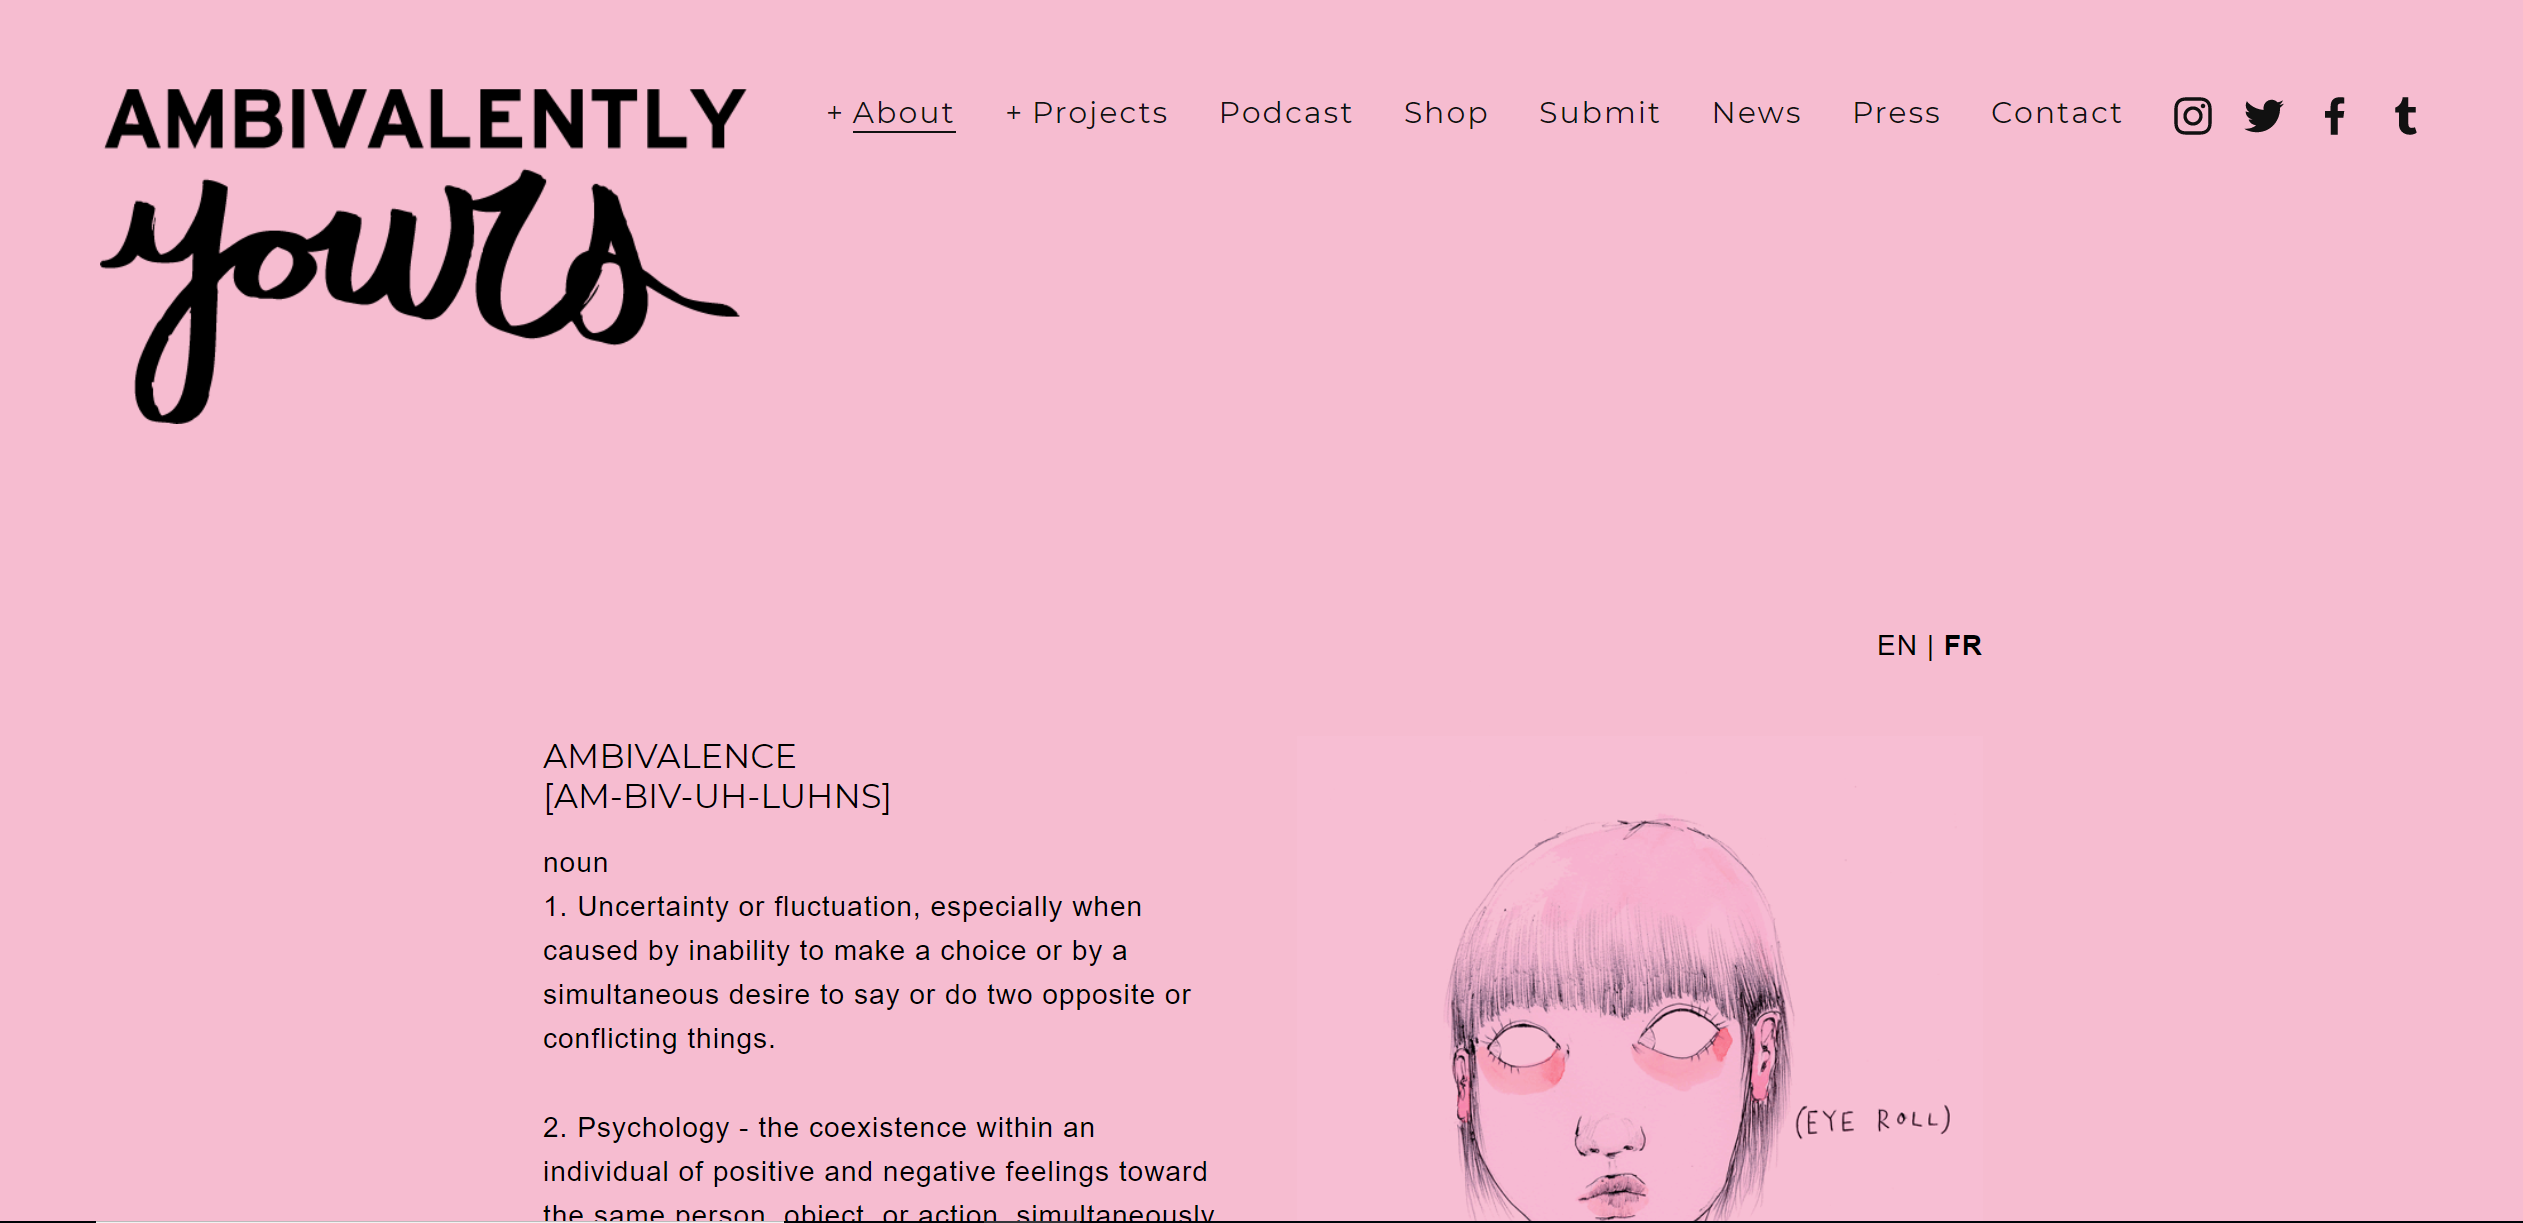 AMBIVALENTLY
yours
+ About + Projects Podcast Shop Submit News Press Contact
EN | FR
AMBIVALENCE
[AM-BIV-UH-LUHNS]
noun
1. Uncertainty or fluctuation, especially when
caused by inability to make a choice or by a
simultaneous desire to say or do two opposite or
conflicting things.
2. Psychology - the coexistence within an
individual of positive and negative feelings toward
the same person, object, or action, simultaneously
(EYE ROLL)